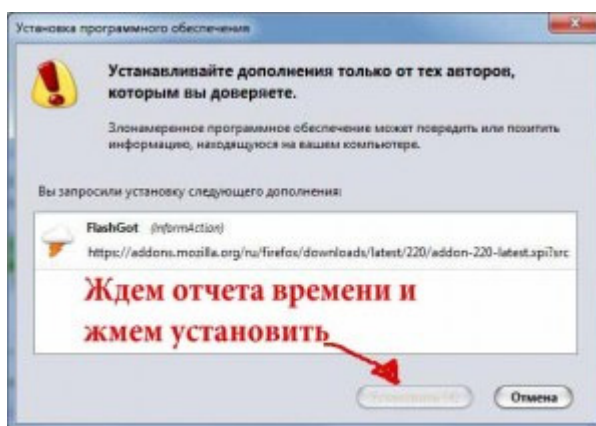 Установка программного обеспечения
Устанавливайте дополнения только от тех авторов,
которым вы доверяете.
Злонамеренное программное обеспечение может повредить или похитить
информацию, находящуюся на вашем компьютере.
Вы запросили установку следующего дополнения:
FlashGot (InformAction)
https://addons.mozilla.org/ru/firefox/downloads/latest/220/addon-220-latest.xpi?src
Ждем отчета времени и
жмем установить
Отмена